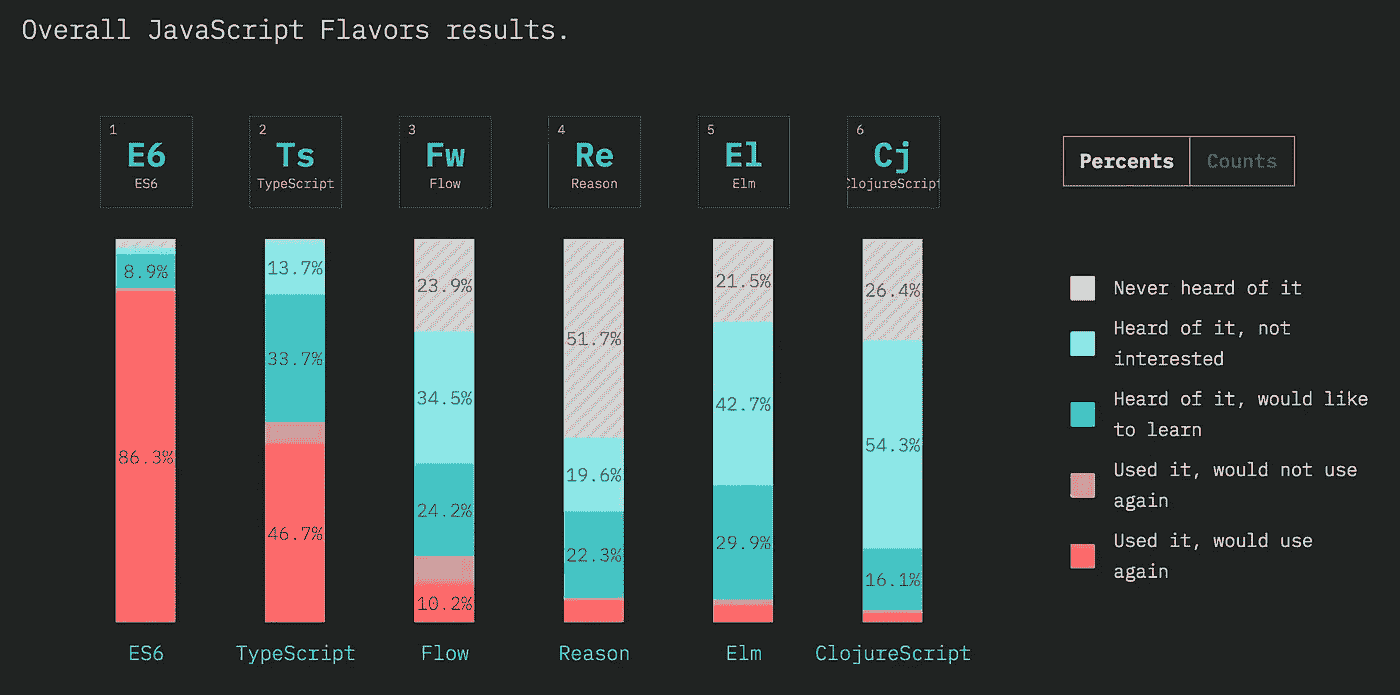 Overall JavaScript Flavors results.
1
E6
ES6
2
Ts
TypeScript
3
Fw
Flow
4
Re
Reason
5
El
Elm
6
Cj
ClojureScript
Percents
Counts
8.9%
86.3%
13.7%
33.7%
46.7%
23.9%
34.5%
24.2%
10.2%
51.7%
19.6%
22.3%
21.5%
42.7%
29.9%
26.4%
54.3%
16.1%
ES6
TypeScript
Flow
Reason
Elm
ClojureScript
Never heard of it
Heard of it, not
interested
Heard of it, would like
to learn
Used it, would not use
again
Used it, would use
again